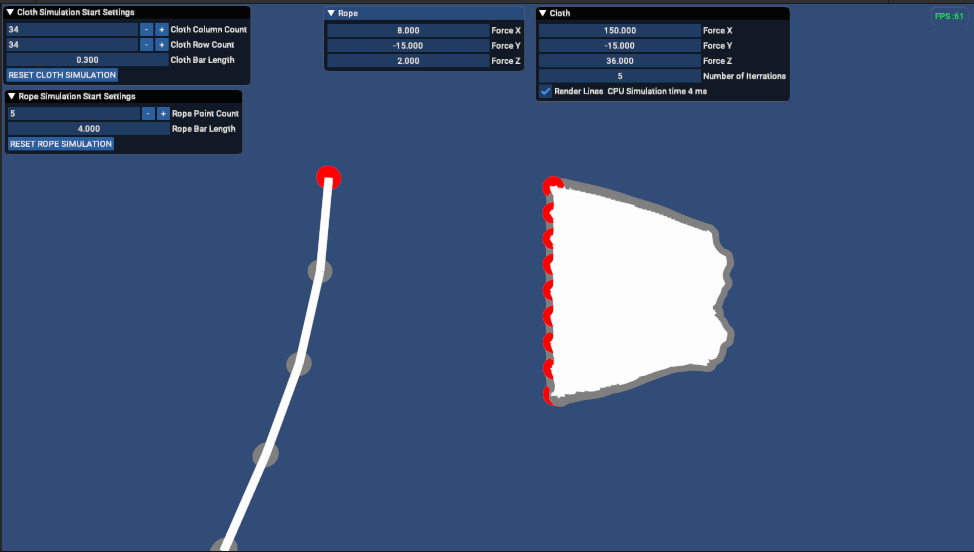 Cloth Simulation Start Settings
34 - + Cloth Column Count
34 - + Cloth Row Count
0.300 Cloth Bar Length
RESET CLOTH SIMULATION
Rope Simulation Start Settings
5 - + Rope Point Count
4.000 Rope Bar Length
RESET ROPE SIMULATION
Rope
8.000 Force X
-15.000 Force Y
2.000 Force Z
Cloth
150.000 Force X
-15.000 Force Y
36.000 Force Z
5 Number of Iterrations
Render Lines CPU Simulation time 4 ms
FPS :61